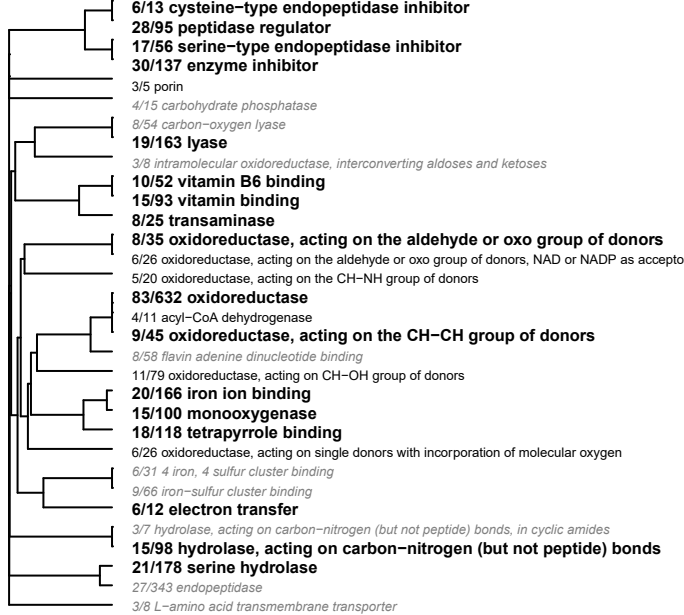 6/13 cysteine−type endopeptidase inhibitor
28/95 peptidase regulator
17/56 serine−type endopeptidase inhibitor
30/137 enzyme inhibitor
3/5 porin
4/15 carbohydrate phosphatase
8/54 carbon−oxygen lyase
19/163 lyase
3/8 intramolecular oxidoreductase, interconverting aldoses and ketoses
10/52 vitamin B6 binding
15/93 vitamin binding
8/25 transaminase
8/35 oxidoreductase, acting on the aldehyde or oxo group of donors
6/26 oxidoreductase, acting on the aldehyde or oxo group of donors, NAD or NADP as accepto
5/20 oxidoreductase, acting on the CH−NH group of donors
83/632 oxidoreductase
4/11 acyl−CoA dehydrogenase
9/45 oxidoreductase, acting on the CH−CH group of donors
8/58 flavin adenine dinucleotide binding
11/79 oxidoreductase, acting on CH−OH group of donors
20/166 iron ion binding
15/100 monooxygenase
18/118 tetrapyrrole binding
6/26 oxidoreductase, acting on single donors with incorporation of molecular oxygen
6/31 4 iron, 4 sulfur cluster binding
9/66 iron−sulfur cluster binding
6/12 electron transfer
3/7 hydrolase, acting on carbon−nitrogen (but not peptide) bonds, in cyclic amides
15/98 hydrolase, acting on carbon−nitrogen (but not peptide) bonds
21/178 serine hydrolase
27/343 endopeptidase
3/8 L−amino acid transmembrane transporter